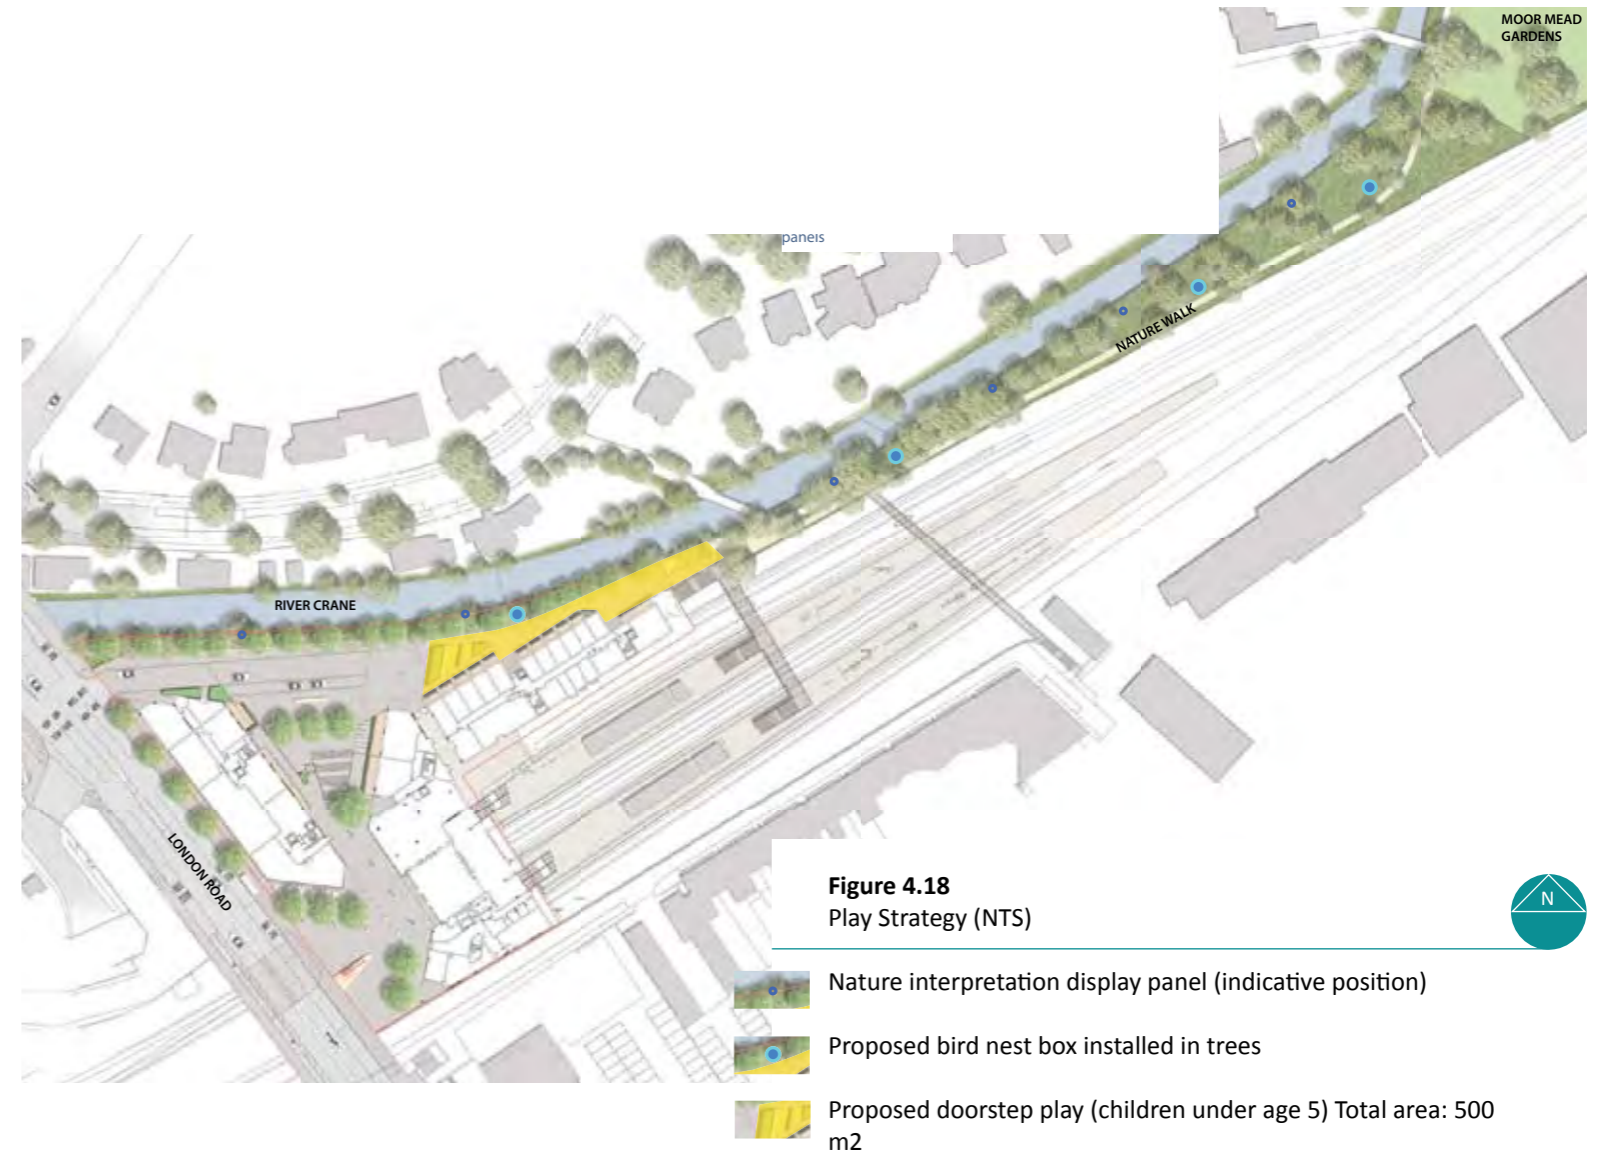 MOOR MEAD
GARDENS
panels
NATURE WALK
RIVER CRANE
LONDON ROAD
Figure 4.18
Play Strategy (NTS)
N
Nature interpretation display panel (indicative position)
Proposed bird nest box installed in trees
Proposed doorstep play (children under age 5) Total area: 500
m2